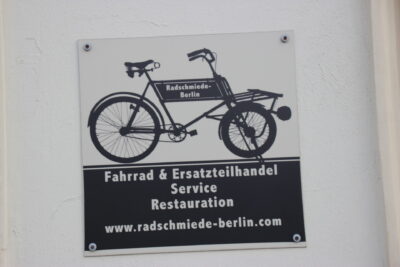 Radschmiede-
Berlin
Fahrrad & Ersatzteilhandel
Service
Restauration
www.radschmiede-berlin.com